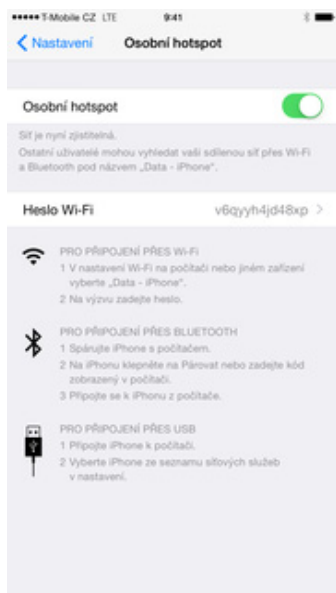 T-Mobile CZ LTE 9:41
Nastavení Osobní hotspot
Osobní hotspot
Síť je nyní zjistitelná.
Ostatní uživatelé mohou vyhledat vaši sdílenou síť přes Wi-Fi
a Bluetooth pod názvem „Data - iPhone".
Heslo Wi-Fi v6qyyh4jd48xp
PRO PŘIPOJENÍ PŘES Wi-Fi
1 V nastavení Wi-Fi na počítači nebo jiném zařízení
vyberte „Data - iPhone".
2 Na výzvu zadejte heslo.
PRO PŘIPOJENÍ PŘES BLUETOOTH
1 Spárujte iPhone s počítačem.
2 Na iPhonu klepněte na Párovat nebo zadejte kód
zobrazený v počítači.
3 Připojte se k iPhonu z počítače.
PRO PŘIPOJENÍ PŘES USB
1 Připojte iPhone k počítači.
2 Vyberte iPhone ze seznamu síťových služeb
v nastavení.